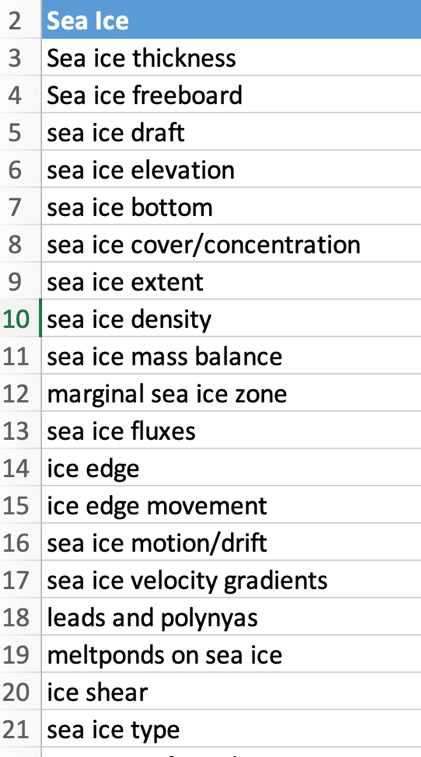 2 Sea Ice
3 Sea ice thickness
4 Sea ice freeboard
5 sea ice draft
6 sea ice elevation
7 sea ice bottom
8 sea ice cover/concentration
9 sea ice extent
10 sea ice density
11 sea ice mass balance
12 marginal sea ice zone
13 sea ice fluxes
14 ice edge
15 ice edge movement
16 sea ice motion/drift
17 sea ice velocity gradients
18 leads and polynyas
19 meltponds on sea ice
20 ice shear
21 sea ice type